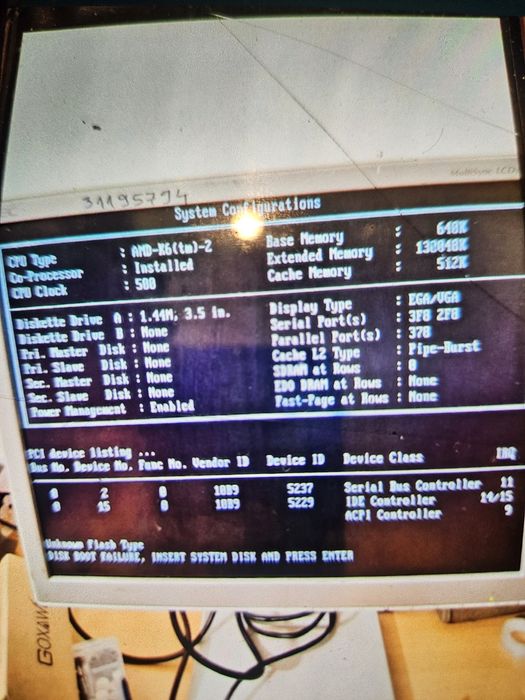 MultiSync LCD
31195794
System Configurations
CPU Type : AMD-K6(tm)-2
Co-Processor : Installed
CPU Clock : 500
Base Memory : 640K
Extended Memory : 130048K
Cache Memory : 512K
Diskette Drive A : 1.44M, 3.5 in.
Diskette Drive B : None
Pri. Master Disk : None
Pri. Slave Disk : None
Sec. Master Disk : None
Sec. Slave Disk : None
Power Management : Enabled
Display Type : EGA/VGA
Serial Port(s) : 3F8 2F8
Parallel Port(s) : 378
Cache L2 Type : Pipe-Burst
SDRAM at Rows : 0
EDO DRAM at Rows : None
Fast-Page at Rows : None
PCI device listing ...
Bus No. Device No. Func No. Vendor ID Device ID Device Class IRQ
0 2 0 10B9 5237 Serial Bus Controller 11
0 15 0 10B9 5229 IDE Controller 14/15
ACPI Controller 9
Unknown Flash Type
DISK BOOT FAILURE, INSERT SYSTEM DISK AND PRESS ENTER